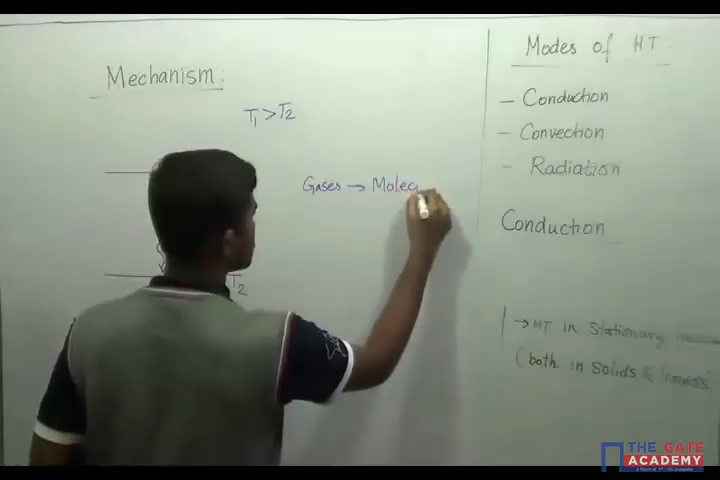 Mechanism:
T1 > T2
Gases → Molec
T2
Modes of HT
- Conduction
- Convection
- Radiation
Conduction
→ HT in Stationary
(both in solids & liquids)
THE GATE
ACADEMY